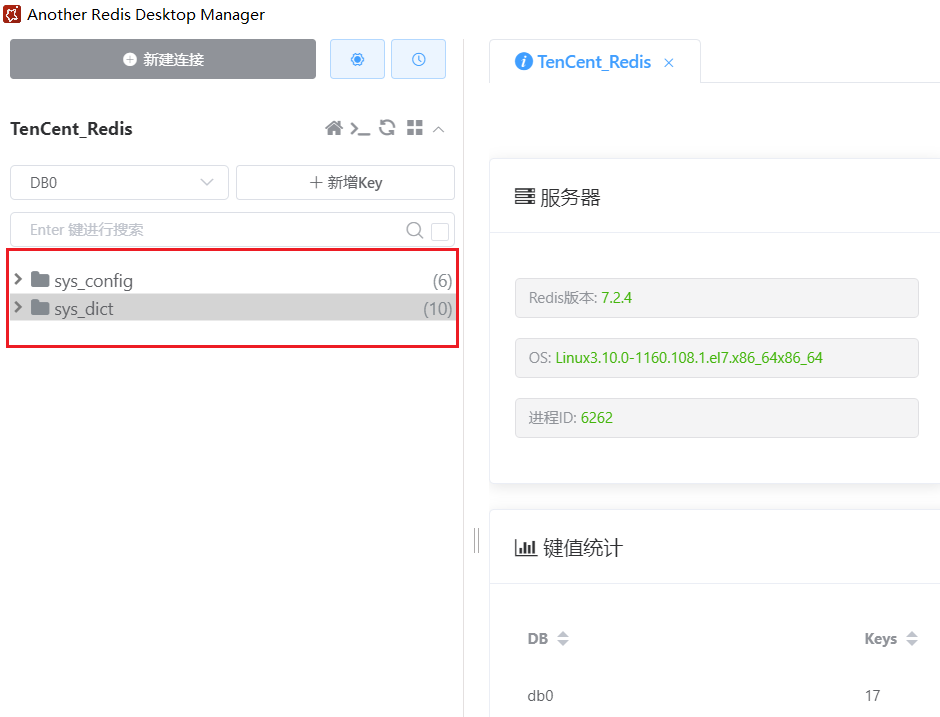 Another Redis Desktop Manager
新建连接
TenCent_Redis
DB0
新增Key
Enter 键进行搜索
sys_config (6)
sys_dict (10)
TenCent_Redis
服务器
Redis版本: 7.2.4
OS: Linux3.10.0-1160.108.1.el7.x86_64x86_64
进程ID: 6262
键值统计
DB Keys
db0 17